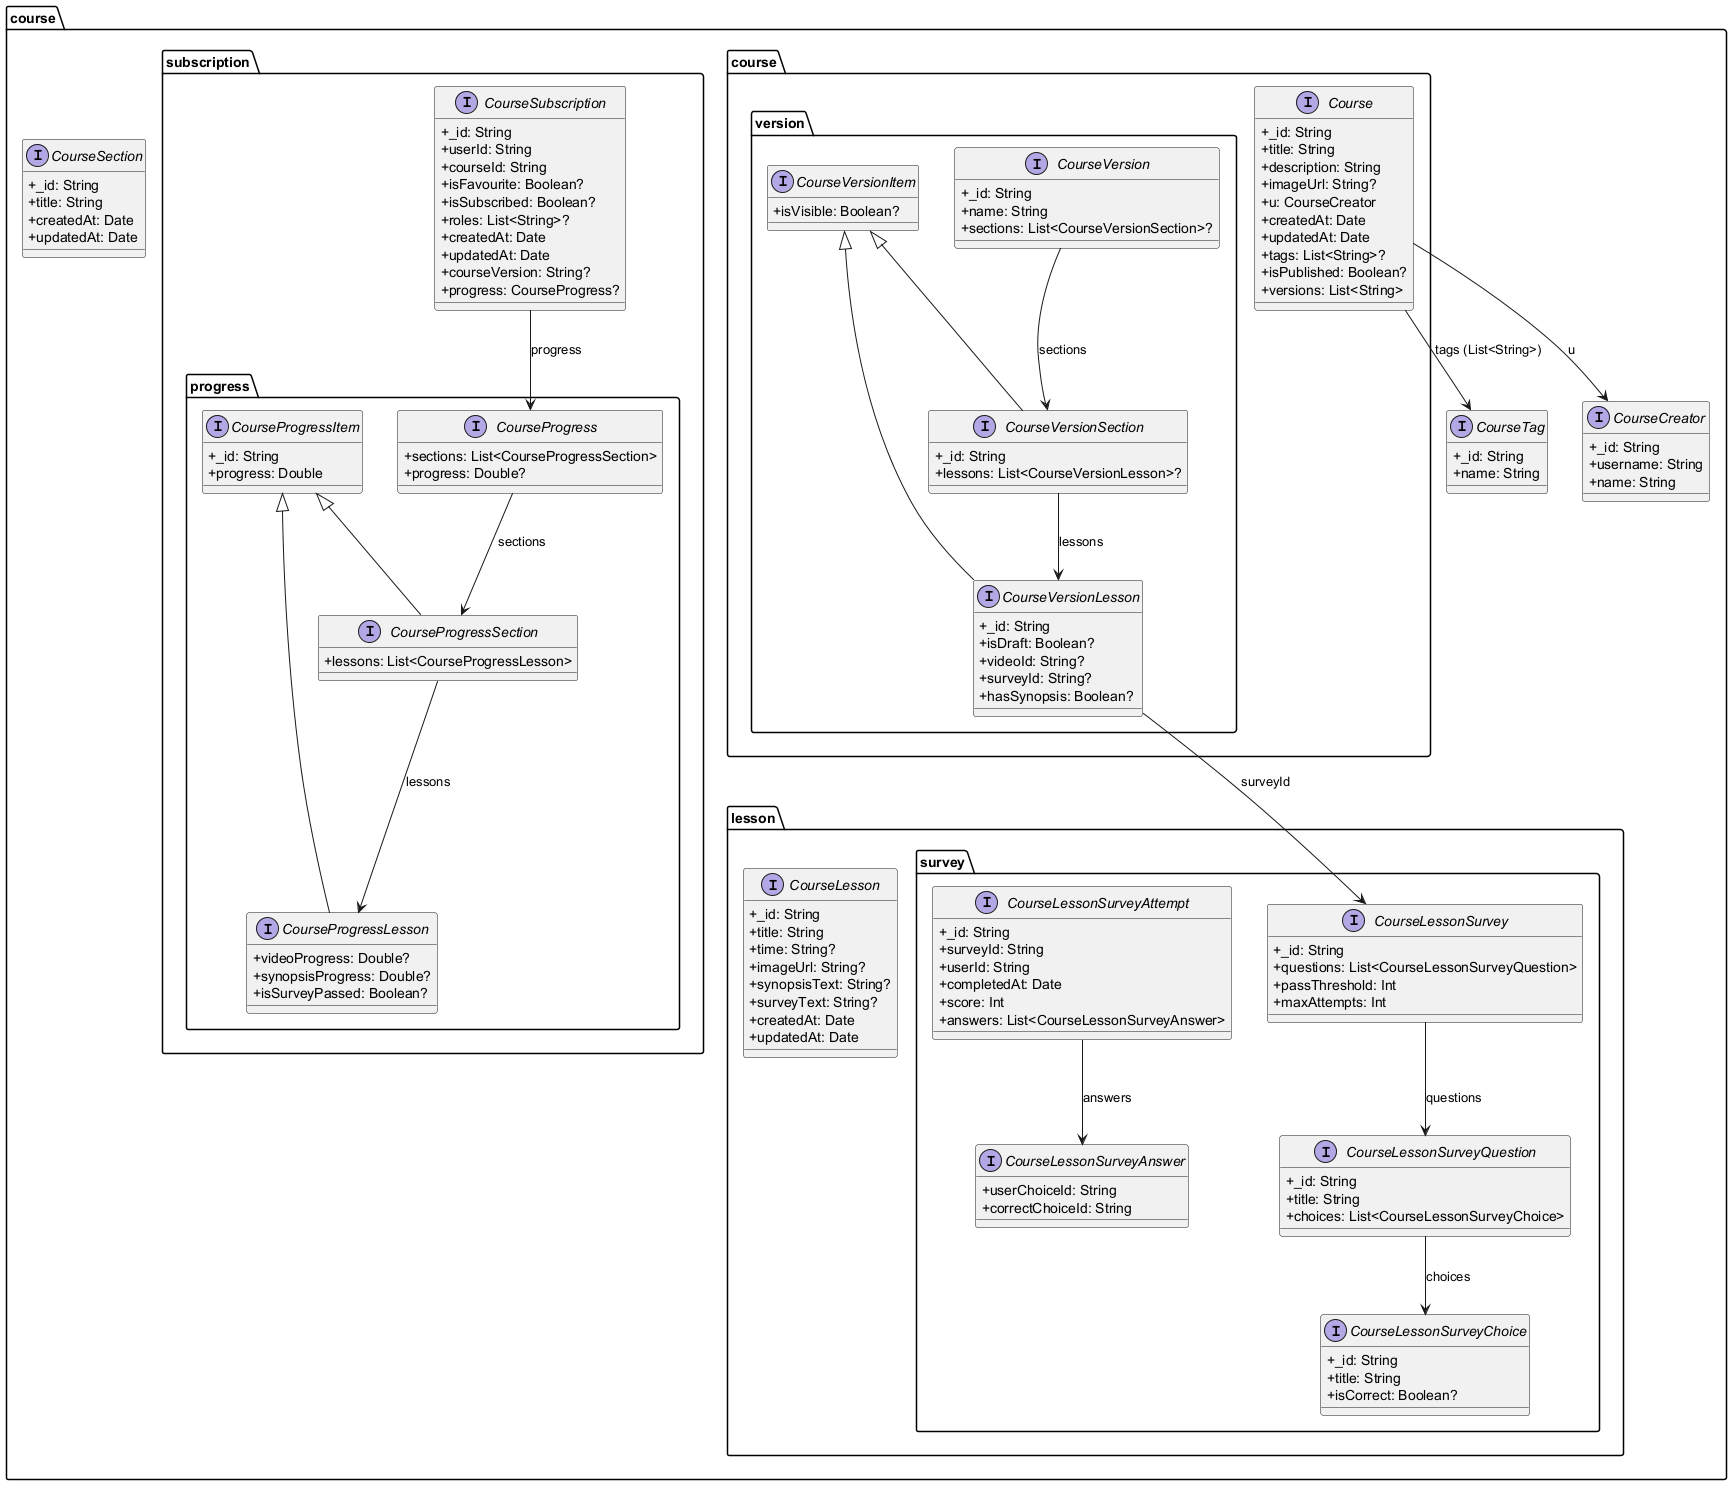 course
CourseSection
+_id: String
+title: String
+createdAt: Date
+updatedAt: Date
subscription
CourseSubscription
+_id: String
+userId: String
+courseId: String
+isFavourite: Boolean?
+isSubscribed: Boolean?
+roles: List<String>?
+createdAt: Date
+updatedAt: Date
+courseVersion: String?
+progress: CourseProgress?
progress
progress
CourseProgressItem
+_id: String
+progress: Double
CourseProgress
+sections: List<CourseProgressSection>
+progress: Double?
sections
CourseProgressSection
+lessons: List<CourseProgressLesson>
lessons
CourseProgressLesson
+videoProgress: Double?
+synopsisProgress: Double?
+isSurveyPassed: Boolean?
course
version
CourseVersionItem
+isVisible: Boolean?
CourseVersion
+_id: String
+name: String
+sections: List<CourseVersionSection>?
sections
CourseVersionSection
+_id: String
+lessons: List<CourseVersionLesson>?
lessons
CourseVersionLesson
+_id: String
+isDraft: Boolean?
+videoId: String?
+surveyId: String?
+hasSynopsis: Boolean?
Course
+_id: String
+title: String
+description: String
+imageUrl: String?
+u: CourseCreator
+createdAt: Date
+updatedAt: Date
+tags: List<String>?
+isPublished: Boolean?
+versions: List<String>
tags (List<String>)
u
CourseTag
+_id: String
+name: String
CourseCreator
+_id: String
+username: String
+name: String
surveyId
lesson
CourseLesson
+_id: String
+title: String
+time: String?
+imageUrl: String?
+synopsisText: String?
+surveyText: String?
+createdAt: Date
+updatedAt: Date
survey
CourseLessonSurveyAttempt
+_id: String
+surveyId: String
+userId: String
+completedAt: Date
+score: Int
+answers: List<CourseLessonSurveyAnswer>
answers
CourseLessonSurveyAnswer
+userChoiceId: String
+correctChoiceId: String
CourseLessonSurvey
+_id: String
+questions: List<CourseLessonSurveyQuestion>
+passThreshold: Int
+maxAttempts: Int
questions
CourseLessonSurveyQuestion
+_id: String
+title: String
+choices: List<CourseLessonSurveyChoice>
choices
CourseLessonSurveyChoice
+_id: String
+title: String
+isCorrect: Boolean?